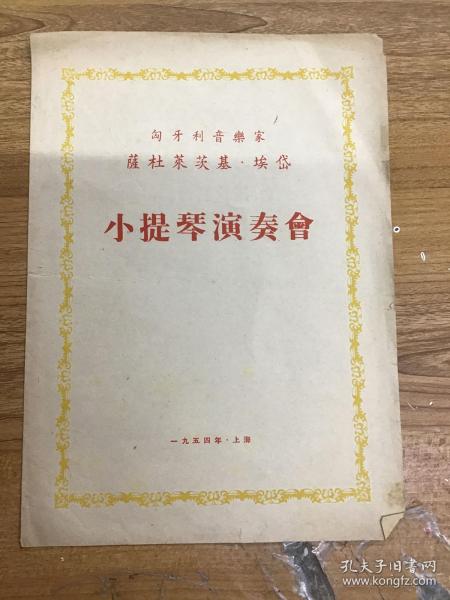 匈牙利音樂家
薩杜萊茨基·埃岱
小提琴演奏會
一九五四年·上海
孔夫子旧书网
www.kongfz.com